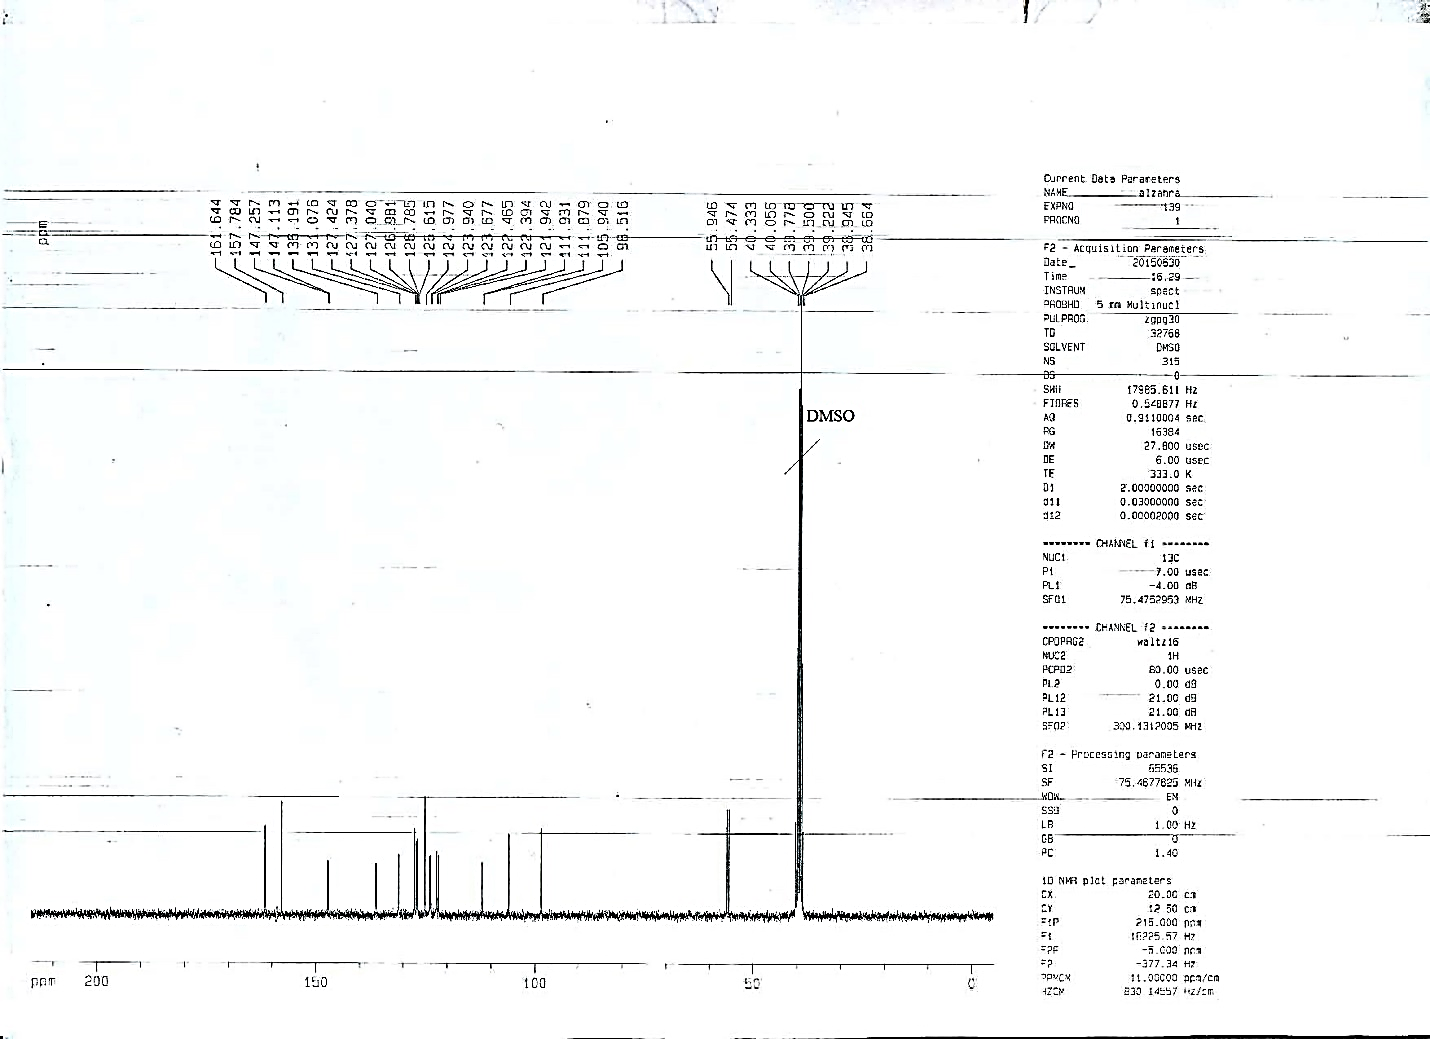 ppm
161.644
157.784
147.257
147.113
136.191
131.076
127.424
127.378
127.040
126.881
126.785
126.615
124.977
123.940
123.677
122.465
122.394
121.942
111.931
111.879
105.940
98.516
55.946
55.474
40.333
40.056
39.778
39.500
39.222
38.945
38.664
DMSO
ppm 200 150 100 50 0
Current Data Parameters
NAME alzahra
EXPNO 139
PROCNO 1
F2 - Acquisition Parameters
Date_ 20150630
Time 16.29
INSTRUM spect
PROBHD 5 mm Multinucl
PULPROG zgpg30
TD 32768
SOLVENT DMSO
NS 315
DS 0
SWH 17985.611 Hz
FIDRES 0.548877 Hz
AQ 0.9110004 sec
RG 16384
DW 27.800 usec
DE 6.00 usec
TE 333.0 K
D1 2.00000000 sec
d11 0.03000000 sec
d12 0.00002000 sec
======== CHANNEL f1 ========
NUC1 13C
P1 7.00 usec
PL1 -4.00 dB
SFO1 75.4752953 MHz
======== CHANNEL f2 ========
CPDPRG2 waltz16
NUC2 1H
PCPD2 80.00 usec
PL2 0.00 dB
PL12 21.00 dB
PL13 21.00 dB
SFO2 300.1312005 MHz
F2 - Processing parameters
SI 65536
SF 75.4677625 MHz
WDW EM
SSB 0
LB 1.00 Hz
GB 0
PC 1.40
1D NMR plot parameters
CX 20.00 cm
CY 12.50 cm
F1P 215.000 ppm
F1 16225.57 Hz
F2P -5.000 ppm
F2 -377.34 Hz
PPMCM 11.00000 ppm/cm
HZCM 830.14557 Hz/cm